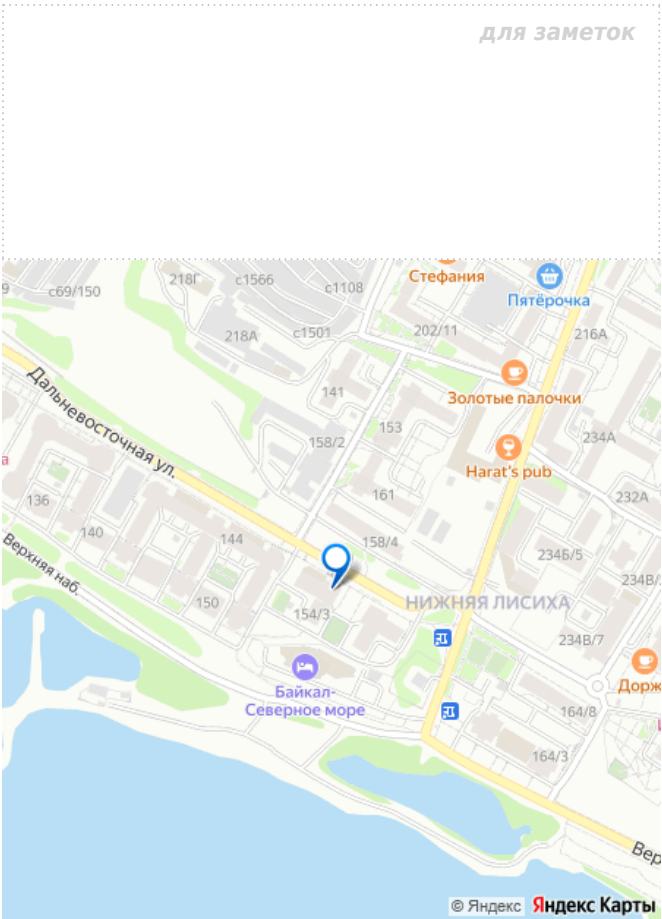 для заметок
Стефания
218Г
с1566
9
с69/150
с1108
Пятёрочка
218А
с1501
202/11
216А
Дальневосточная ул.
141
Золотые палочки
153
158/2
234А
а
Harat's pub
136
161
232А
140
144
158/4
234Б/5
Верхняя наб.
234В/
150
154/3
НИЖНЯЯ ЛИСИХА
234В/7
Байкал-
Северное море
Дорж
164/8
164/3
Вер
© Яндекс Яндекс Карты